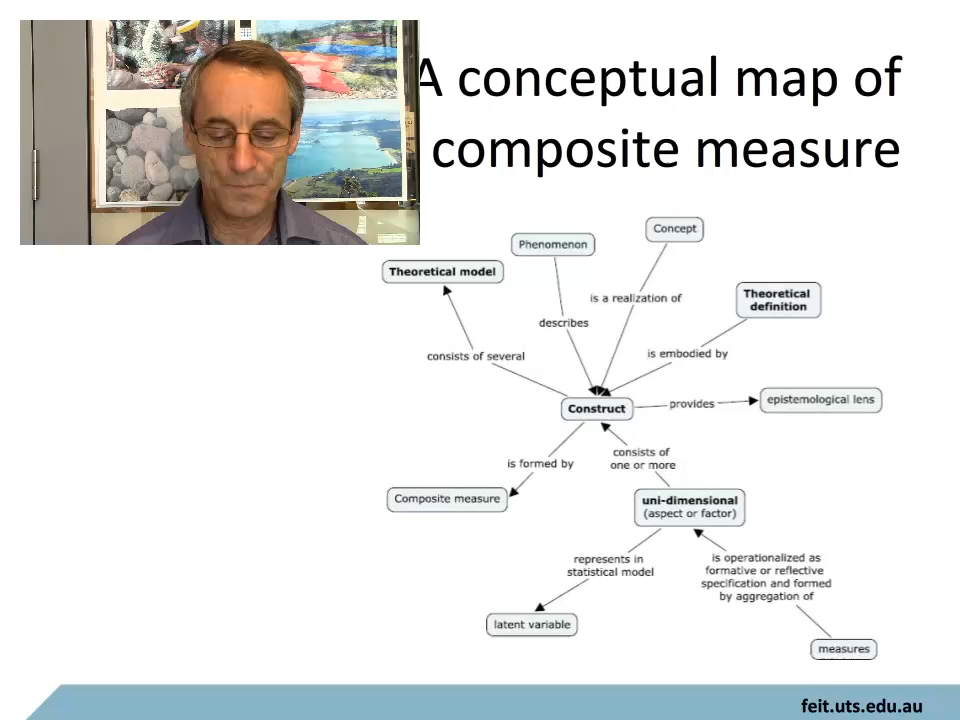 A conceptual map of
composite measure
Concept
Phenomenon
Theoretical model
Theoretical
definition
is a realization of
describes
consists of several
is embodied by
Construct
provides
epistemological lens
consists of
one or more
is formed by
Composite measure
uni-dimensional
(aspect or factor)
represents in
statistical model
is operationalized as
formative or reflective
specification and formed
by aggregation of
latent variable
measures
feit.uts.edu.au